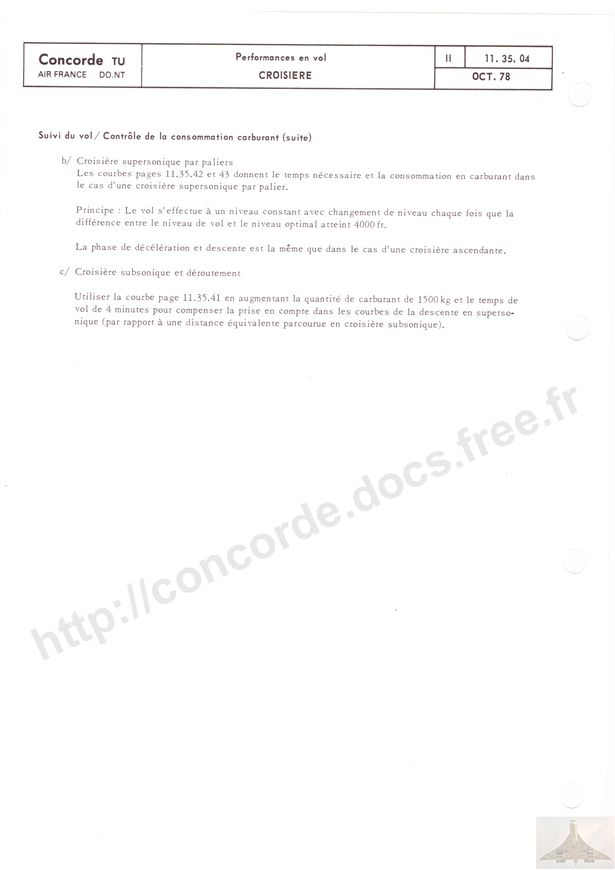 Concorde TU
AIR FRANCE DO.NT
Performances en vol
CROISIERE
II
11. 35. 04
OCT. 78
Suivi du vol / Contrôle de la consommation carburant (suite)
b/ Croisière supersonique par paliers
Les courbes pages 11.35.42 et 43 donnent le temps nécessaire et la consommation en carburant dans
le cas d'une croisière supersonique par palier.
Principe : Le vol s'effectue à un niveau constant avec changement de niveau chaque fois que la
différence entre le niveau de vol et le niveau optimal atteint 4000 ft.
La phase de décélération et descente est la même que dans le cas d'une croisière ascendante.
c/ Croisière subsonique et déroutement
Utiliser la courbe page 11.35.41 en augmentant la quantité de carburant de 1500 kg et le temps de
vol de 4 minutes pour compenser la prise en compte dans les courbes de la descente en superso-
nique (par rapport à une distance équivalente parcourue en croisière subsonique).
http://concorde.docs.free.fr